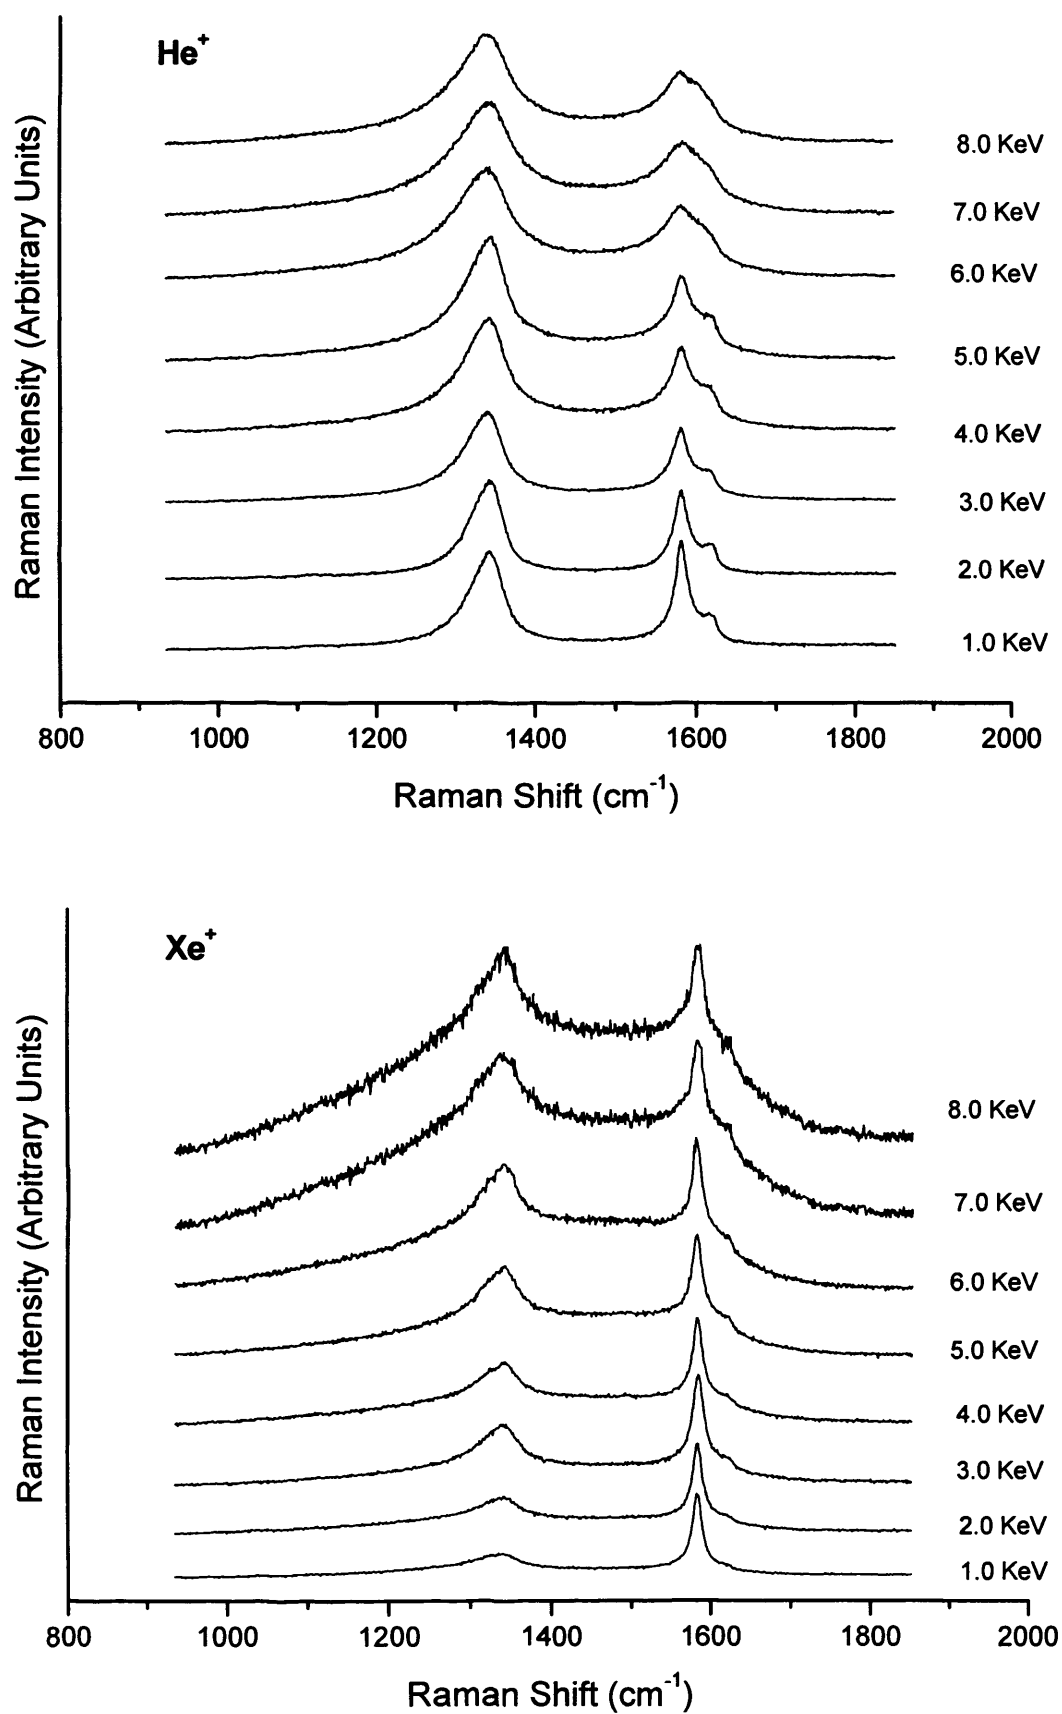 He+
Raman Intensity (Arbitrary Units)
8.0 KeV
7.0 KeV
6.0 KeV
5.0 KeV
4.0 KeV
3.0 KeV
2.0 KeV
1.0 KeV
800 1000 1200 1400 1600 1800 2000
Raman Shift (cm-1)
Xe+
Raman Intensity (Arbitrary Units)
8.0 KeV
7.0 KeV
6.0 KeV
5.0 KeV
4.0 KeV
3.0 KeV
2.0 KeV
1.0 KeV
800 1000 1200 1400 1600 1800 2000
Raman Shift (cm-1)